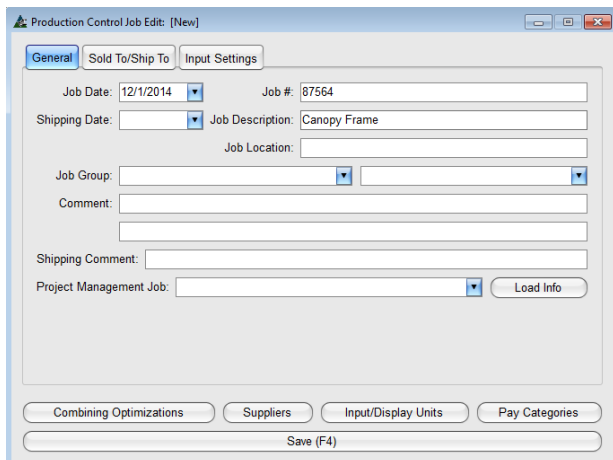 Production Control Job Edit: [New]
General Sold To/Ship To Input Settings
Job Date: 12/1/2014 Job #: 87564
Shipping Date: Job Description: Canopy Frame
Job Location:
Job Group:
Comment:
Shipping Comment:
Project Management Job: Load Info
Combining Optimizations Suppliers Input/Display Units Pay Categories
Save (F4)